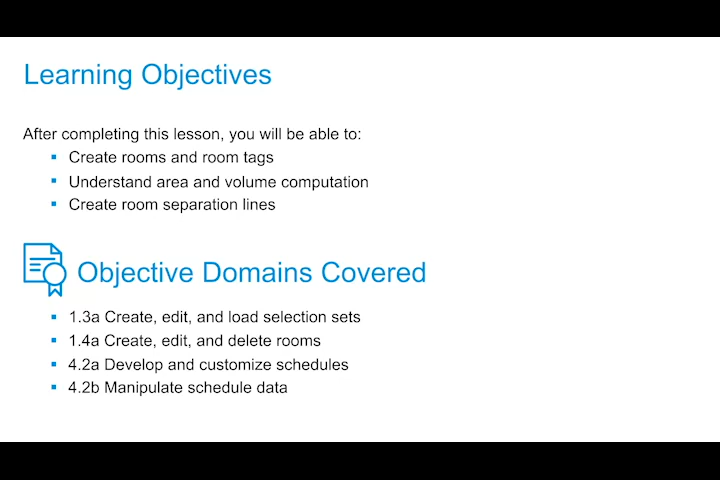 Learning Objectives
After completing this lesson, you will be able to:
Create rooms and room tags
Understand area and volume computation
Create room separation lines
Objective Domains Covered
1.3a Create, edit, and load selection sets
1.4a Create, edit, and delete rooms
4.2a Develop and customize schedules
4.2b Manipulate schedule data